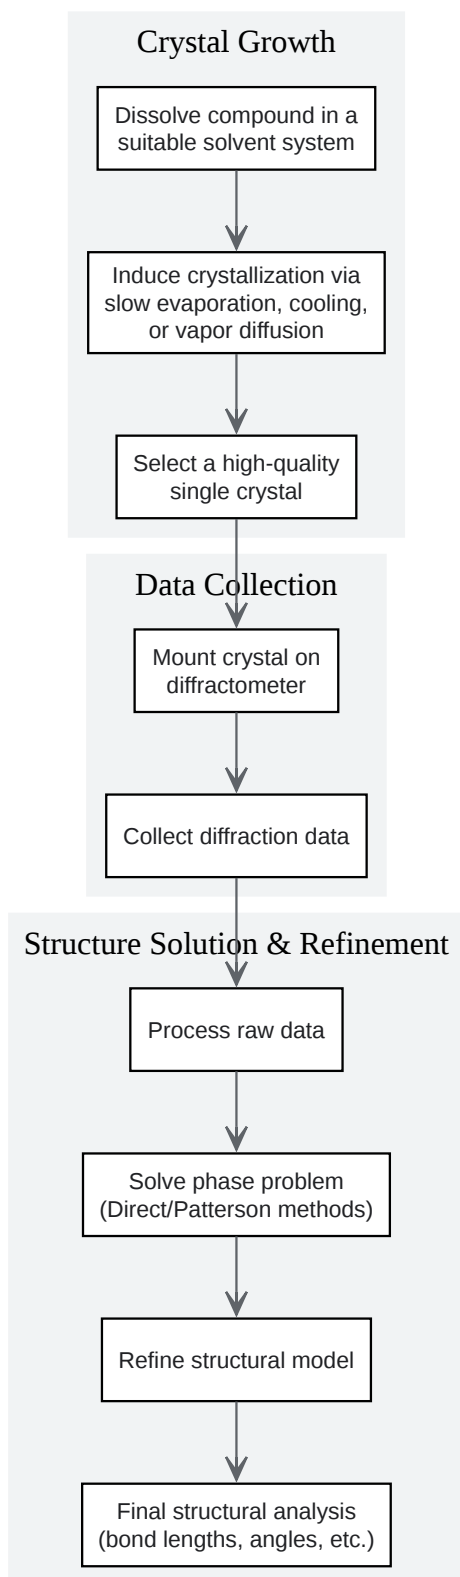 Crystal Growth
Dissolve compound in a
suitable solvent system
Induce crystallization via
slow evaporation, cooling,
or vapor diffusion
Select a high-quality
single crystal
Data Collection
Mount crystal on
diffractometer
Collect diffraction data
Structure Solution & Refinement
Process raw data
Solve phase problem
(Direct/Patterson methods)
Refine structural model
Final structural analysis
(bond lengths, angles, etc.)